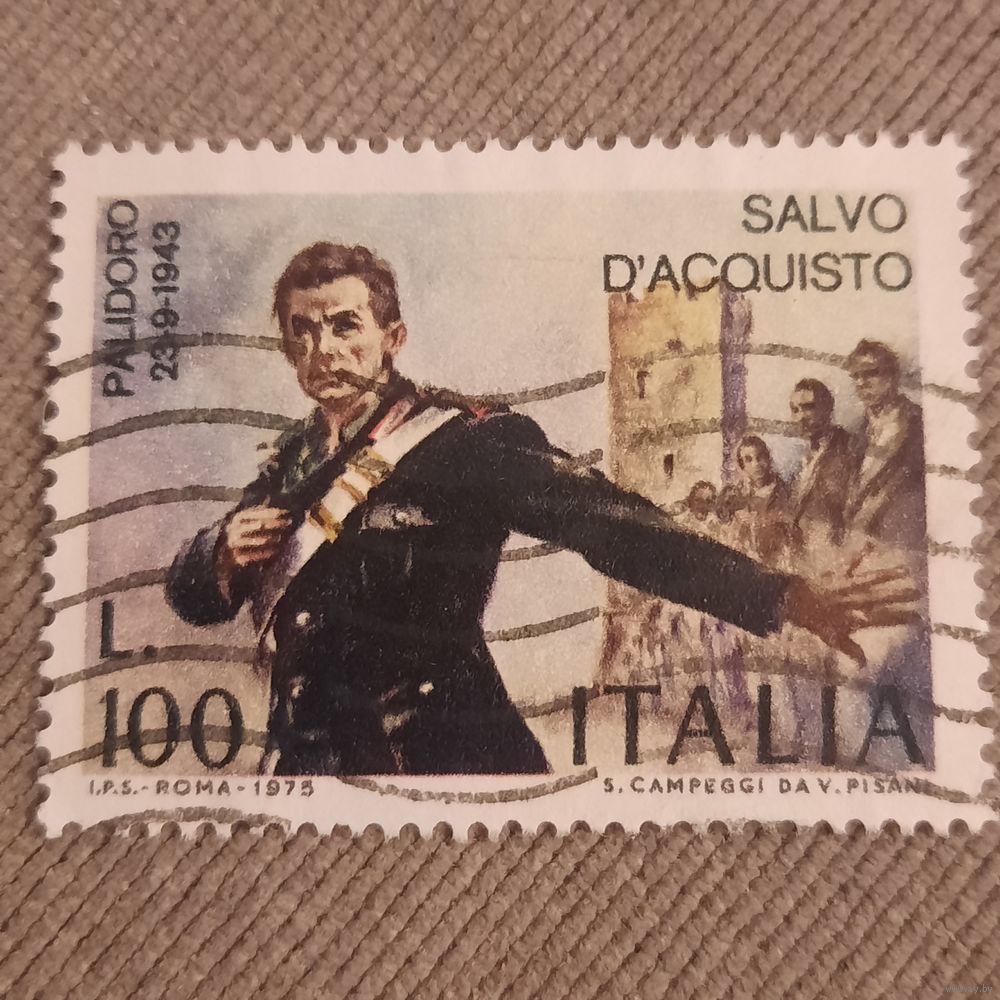 PALIDORO
23-9-1943
SALVO
D'ACQUISTO
L.
100
ITALIA
I.P.S.-ROMA-1975
S. CAMPEGGI DA V. PISANI